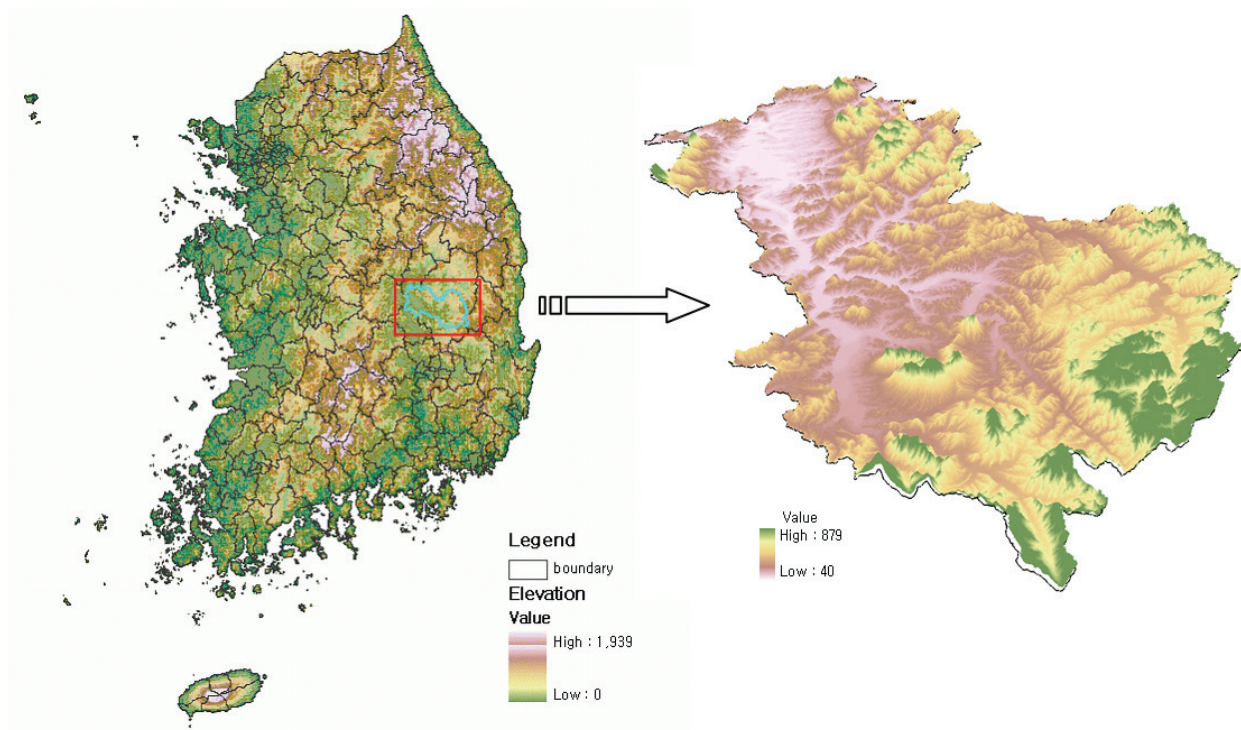 Legend
boundary
Elevation
Value
High : 1,939
Low : 0
Value
High : 879
Low : 40